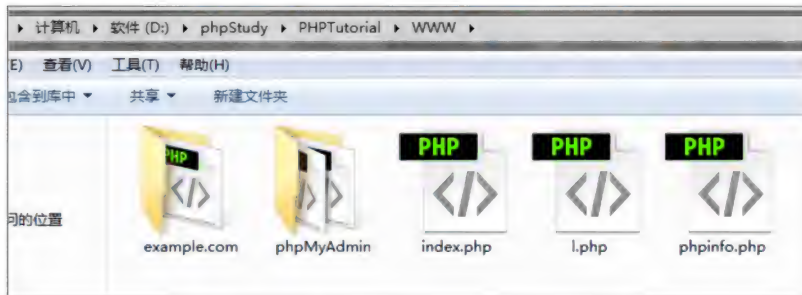 计算机 ▸ 软件 (D:) ▸ phpStudy ▸ PHPTutorial ▸ WWW ▸
E) 查看(V) 工具(T) 帮助(H)
包含到库中 ▾ 共享 ▾ 新建文件夹
PHP PHP PHP PHP
问的位置
example.com phpMyAdmin index.php l.php phpinfo.php